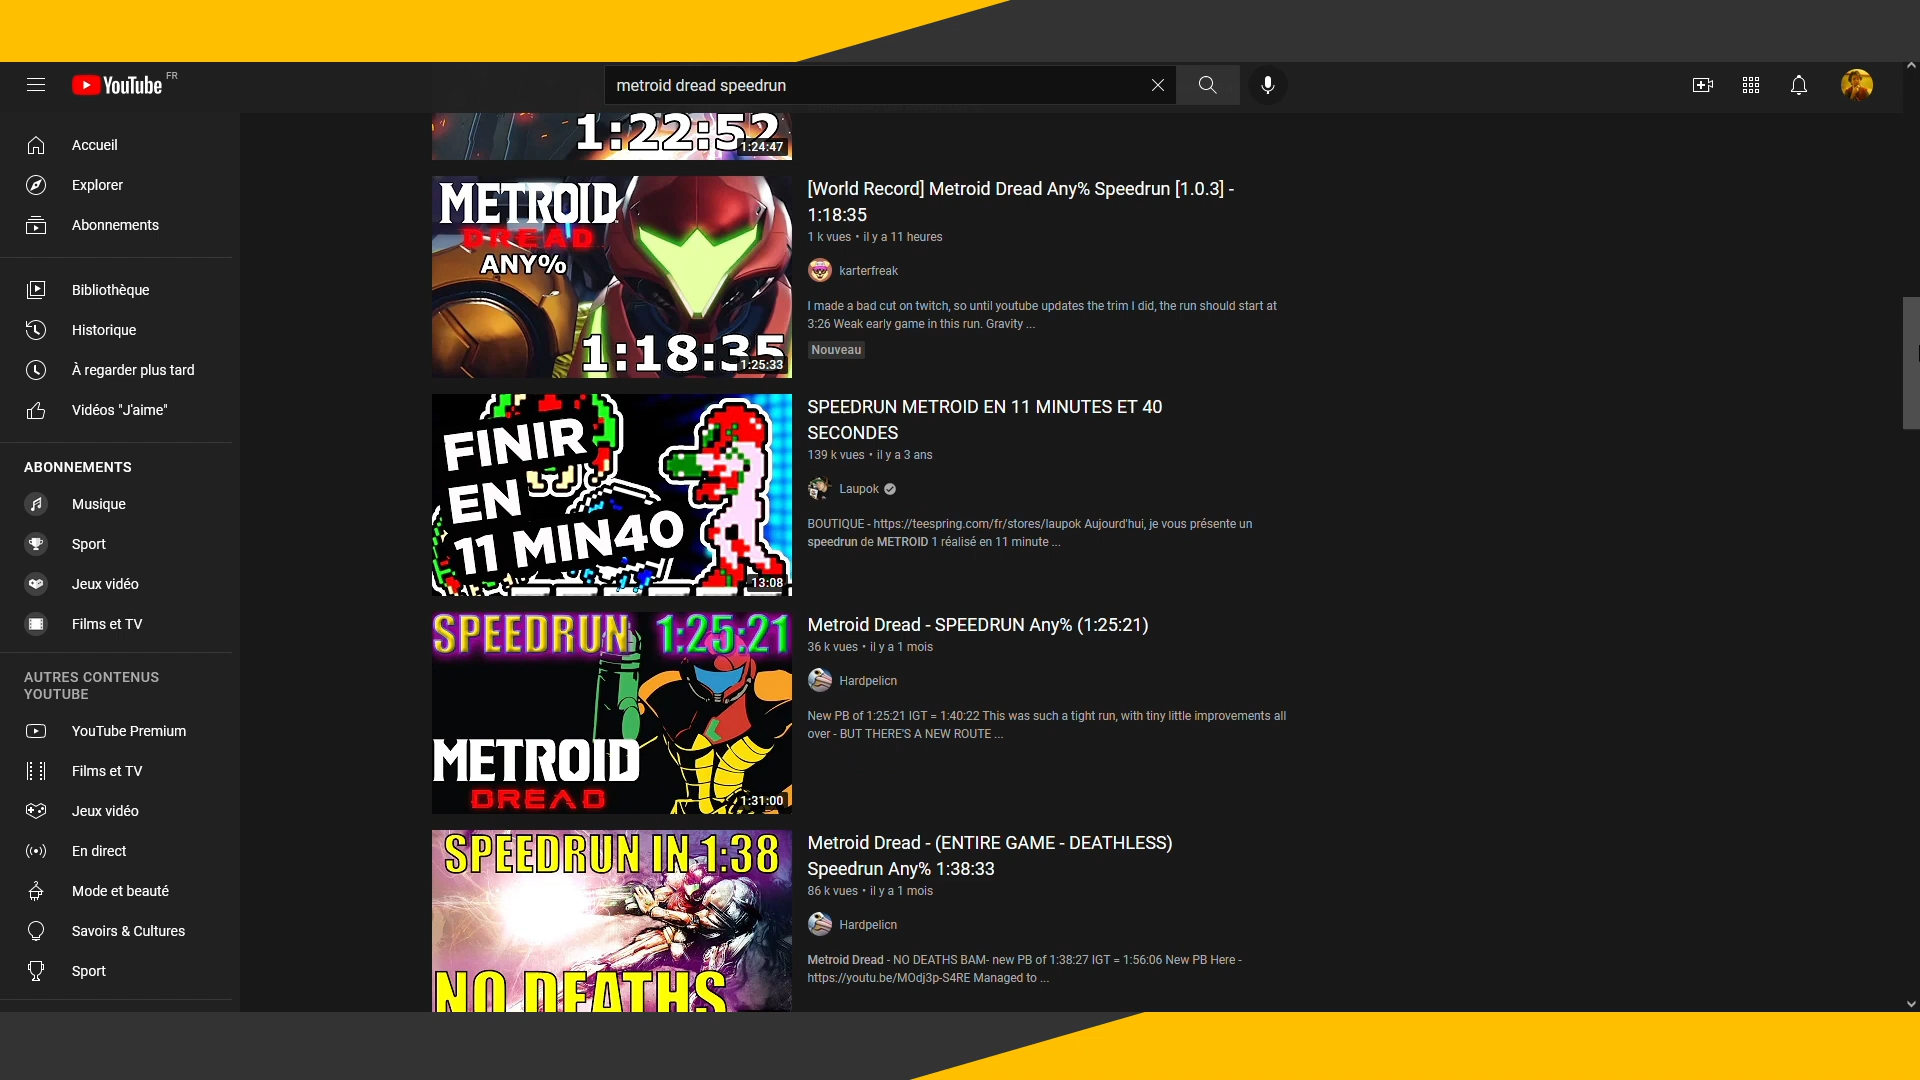 YouTube FR
metroid dread speedrun
Accueil
Explorer
Abonnements
Bibliothèque
Historique
À regarder plus tard
Vidéos "J'aime"
ABONNEMENTS
Musique
Sport
Jeux vidéo
Films et TV
AUTRES CONTENUS
YOUTUBE
YouTube Premium
Films et TV
Jeux vidéo
En direct
Mode et beauté
Savoirs & Cultures
Sport
1:22:52
1:24:47
METROID
DREAD
ANY%
1:18:35
1:25:33
[World Record] Metroid Dread Any% Speedrun [1.0.3] -
1:18:35
1 k vues • il y a 11 heures
karterfreak
I made a bad cut on twitch, so until youtube updates the trim I did, the run should start at
3:26 Weak early game in this run. Gravity ...
Nouveau
FINIR
EN
11 MIN40
13:08
SPEEDRUN METROID EN 11 MINUTES ET 40
SECONDES
139 k vues • il y a 3 ans
Laupok
BOUTIQUE - https://teespring.com/fr/stores/laupok Aujourd'hui, je vous présente un
speedrun de METROID 1 réalisé en 11 minute ...
SPEEDRUN 1:25:21
METROID
DREAD
1:31:00
Metroid Dread - SPEEDRUN Any% (1:25:21)
36 k vues • il y a 1 mois
Hardpelicn
New PB of 1:25:21 IGT = 1:40:22 This was such a tight run, with tiny little improvements all
over - BUT THERE'S A NEW ROUTE ...
SPEEDRUN IN 1:38
NO DEATHS
Metroid Dread - (ENTIRE GAME - DEATHLESS)
Speedrun Any% 1:38:33
86 k vues • il y a 1 mois
Hardpelicn
Metroid Dread - NO DEATHS BAM- new PB of 1:38:27 IGT = 1:56:06 New PB Here -
https://youtu.be/MOdj3p-S4RE Managed to ...